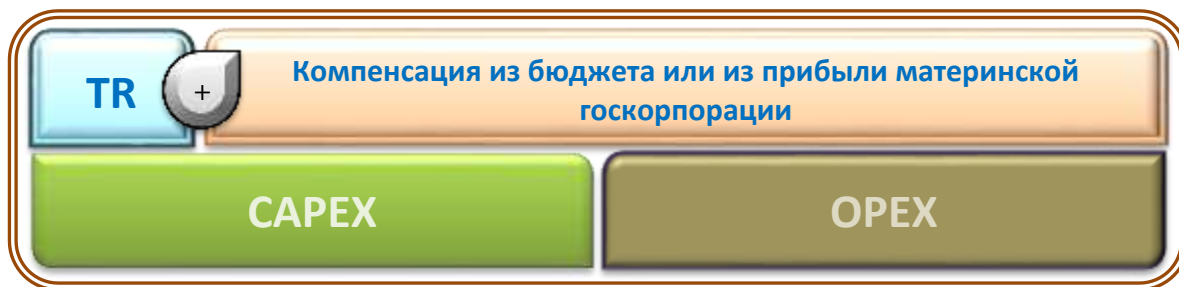 TR
+
Компенсация из бюджета или из прибыли материнской
госкорпорации
CAPEX
OPEX